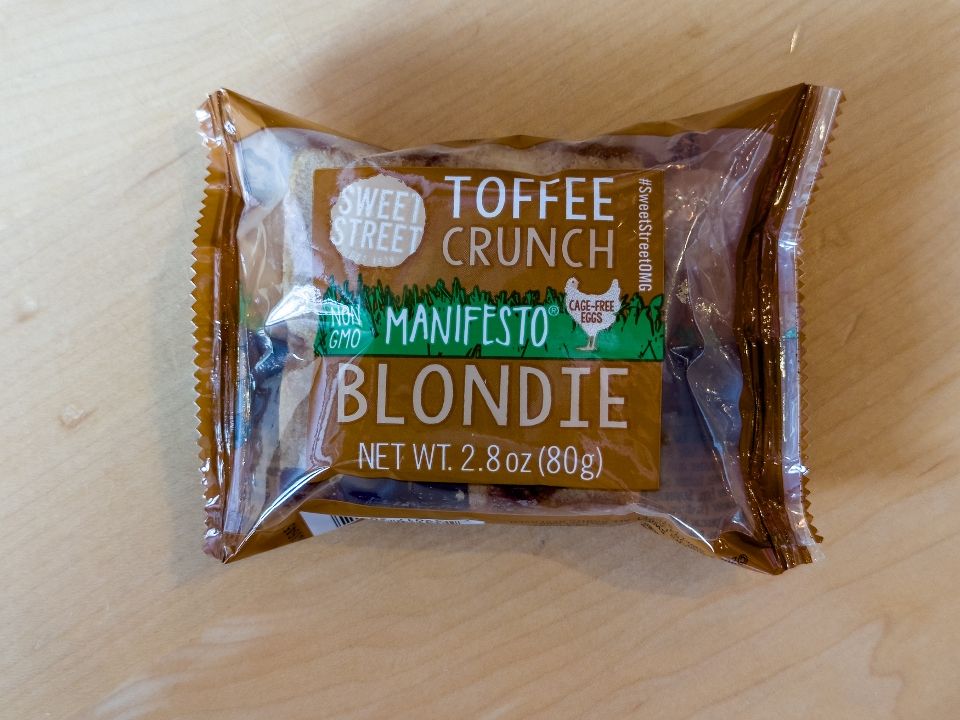 SWEET
STREET
TOFFEE
CRUNCH
#SweetStreetOMG
NON
GMO
MANIFESTO®
CAGE-FREE
EGGS
BLONDIE
NET WT. 2.8 oz (80g)